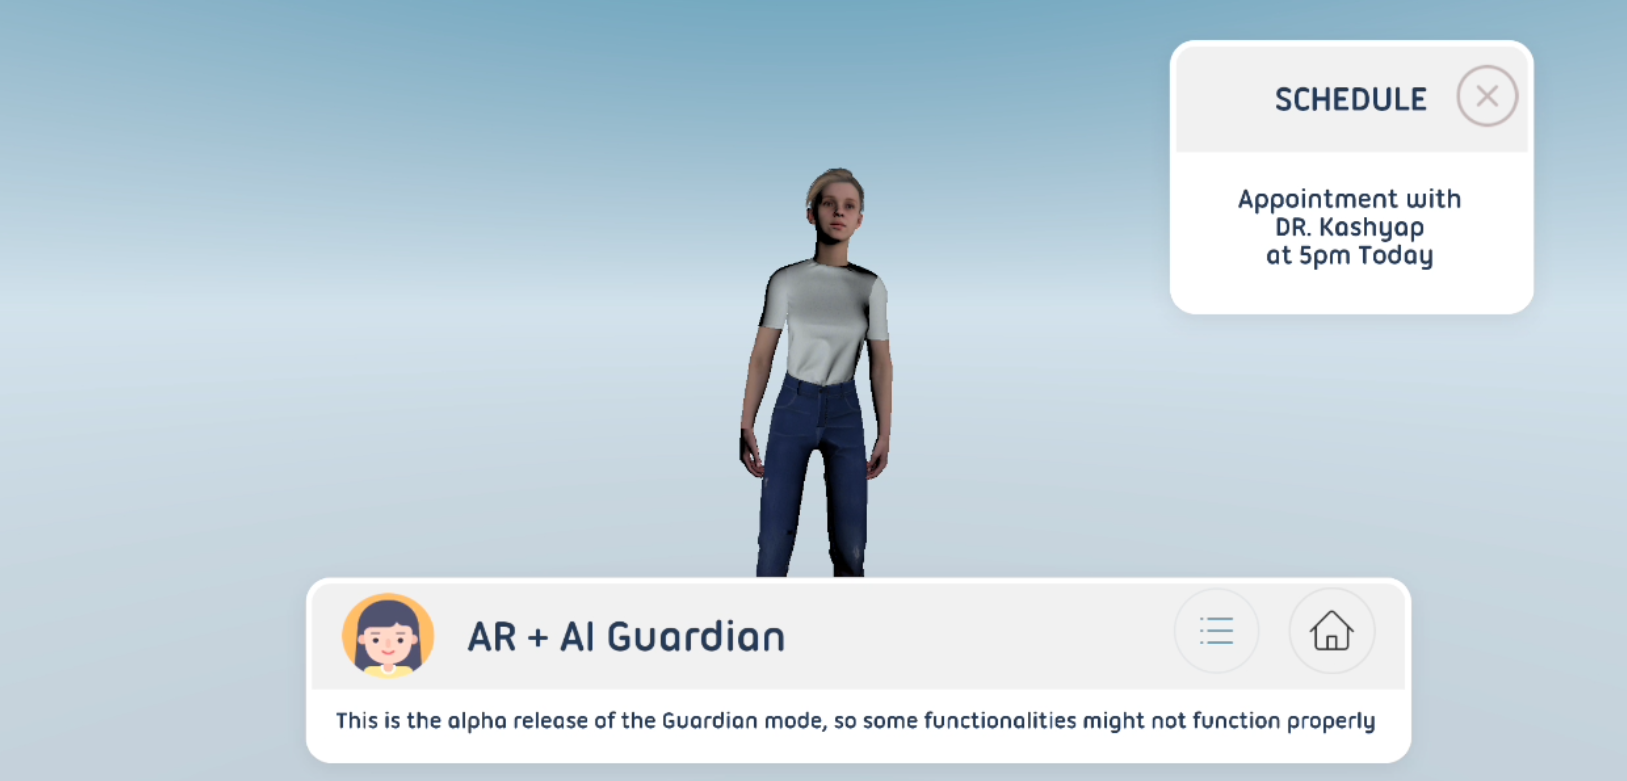 SCHEDULE
Appointment with
DR. Kashyap
at 5pm Today
AR + AI Guardian
This is the alpha release of the Guardian mode, so some functionalities might not function properly